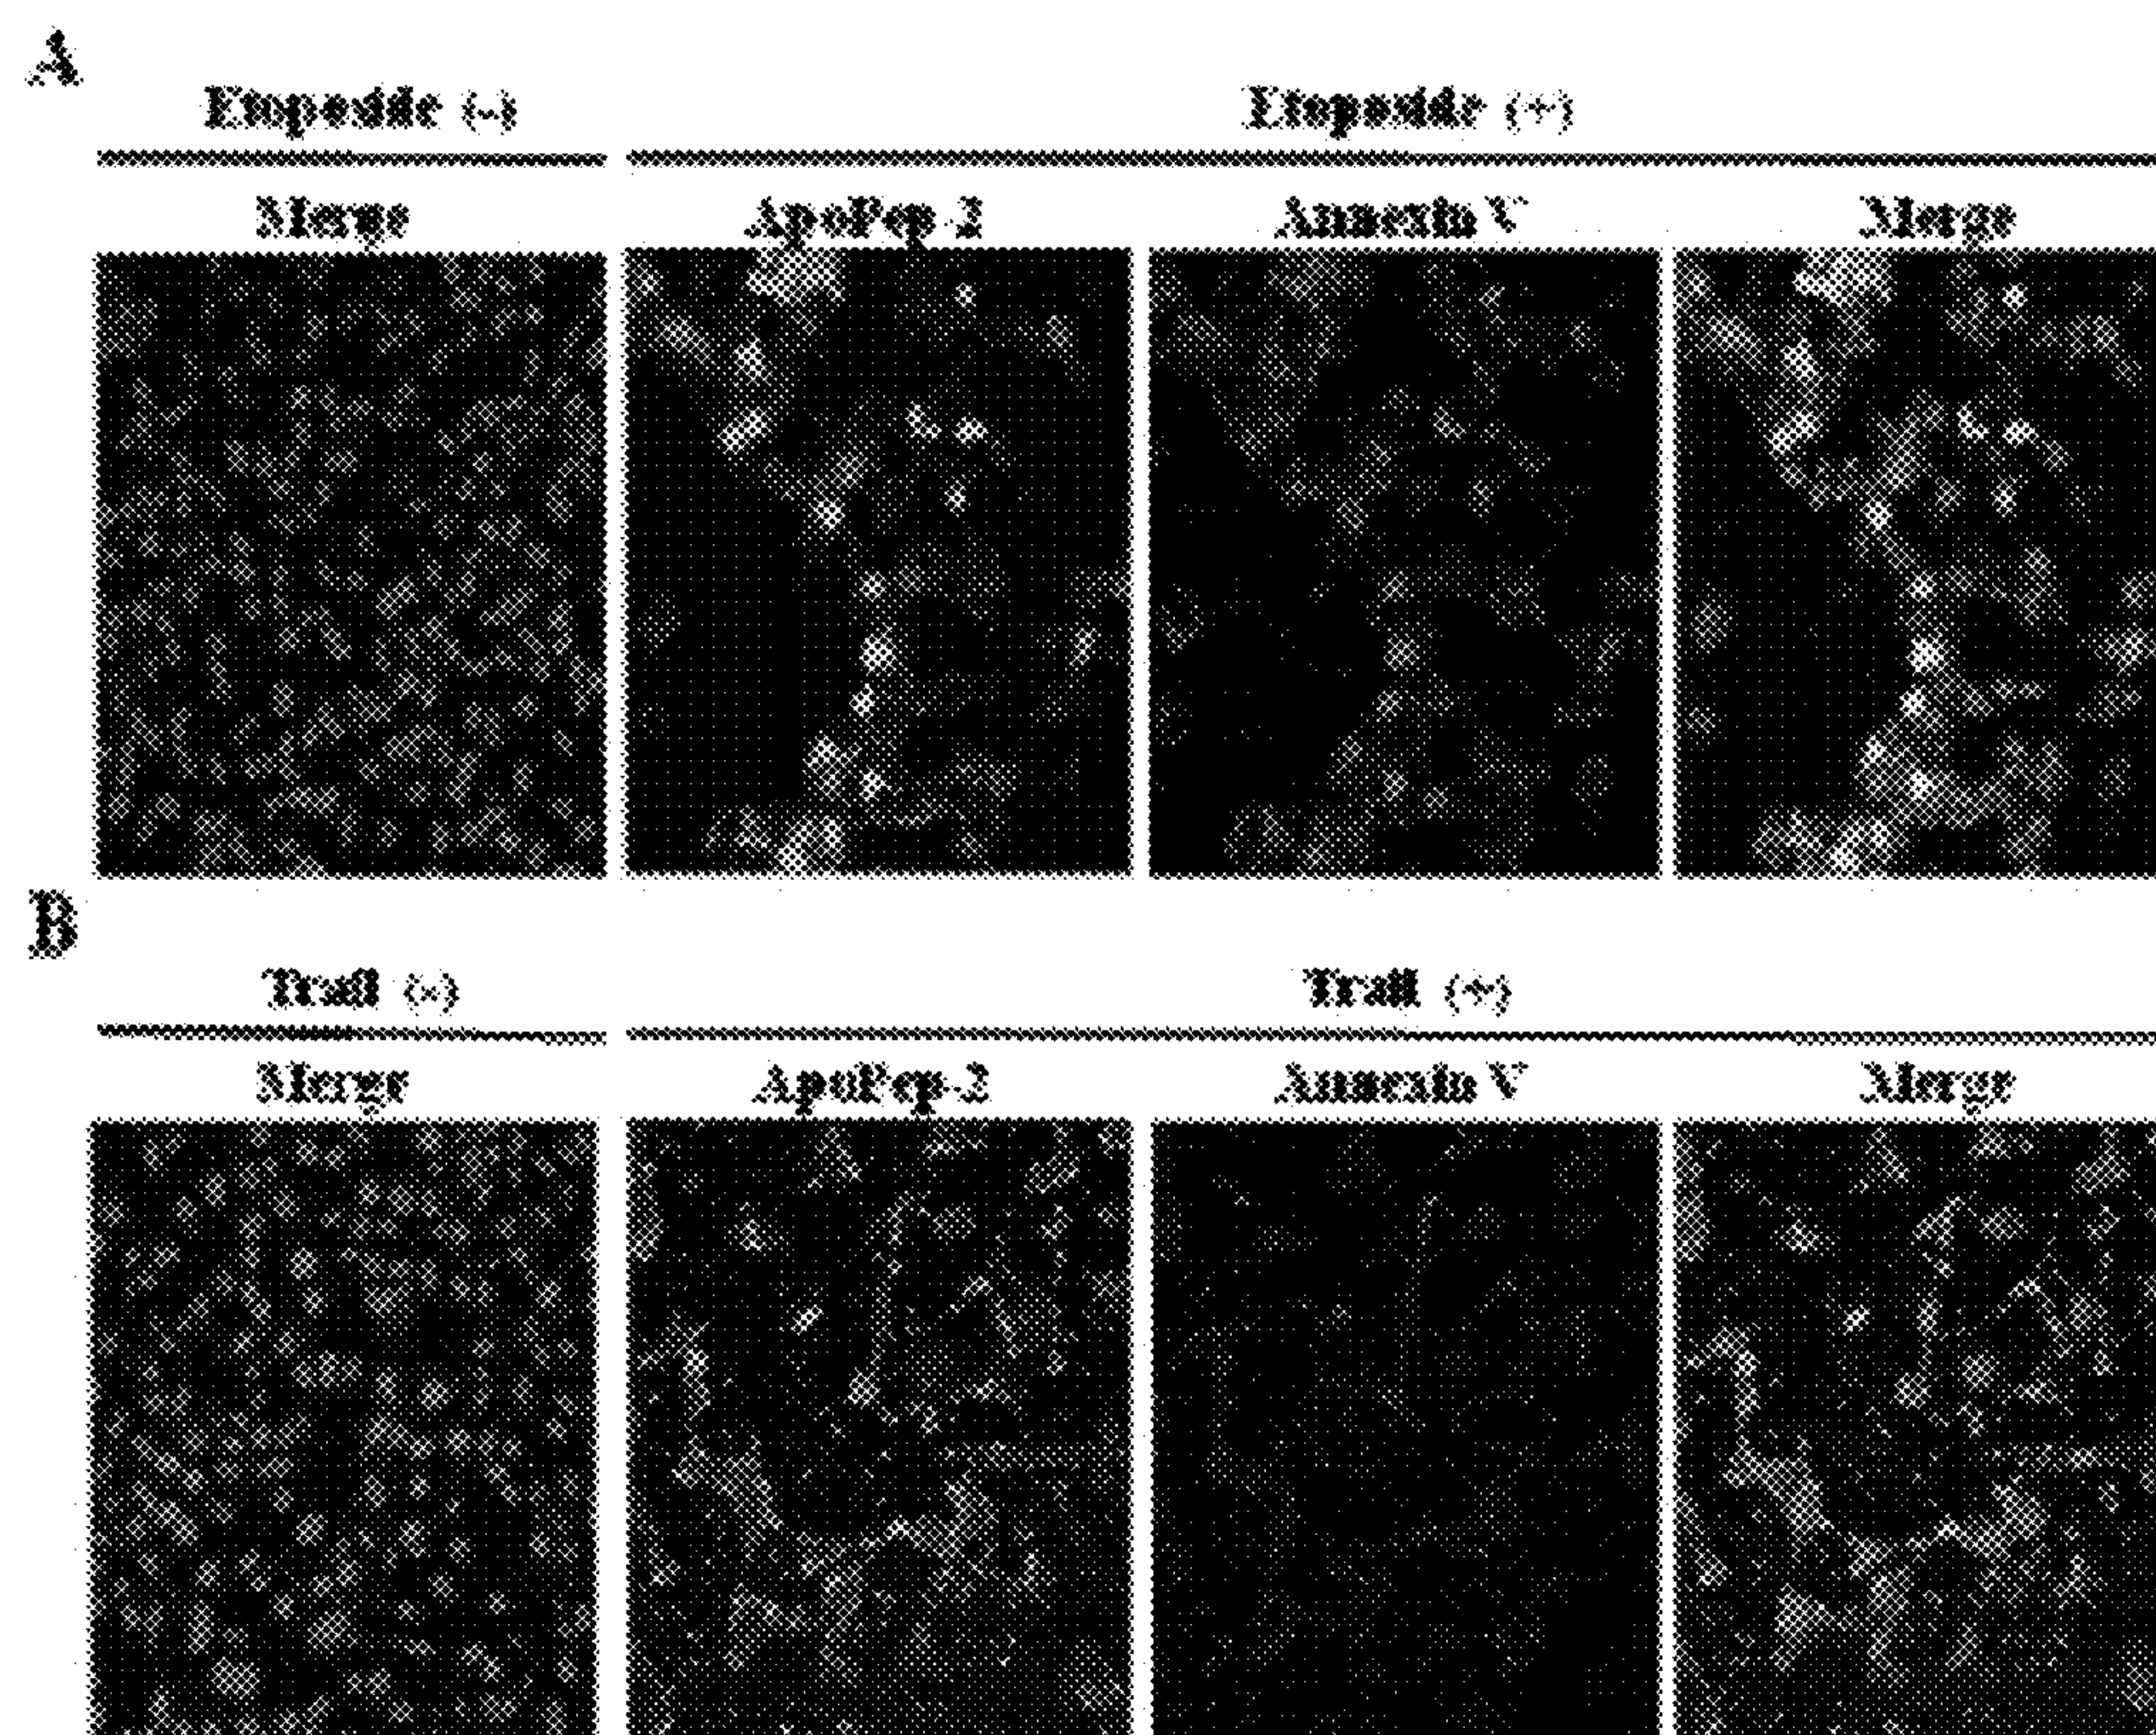 A
Etoposide (-) Etoposide (+)
Merge ApoPep-2 Annexin V Merge
B
Trail (-) Trail (+)
Merge ApoPep-2 Annexin V Merge